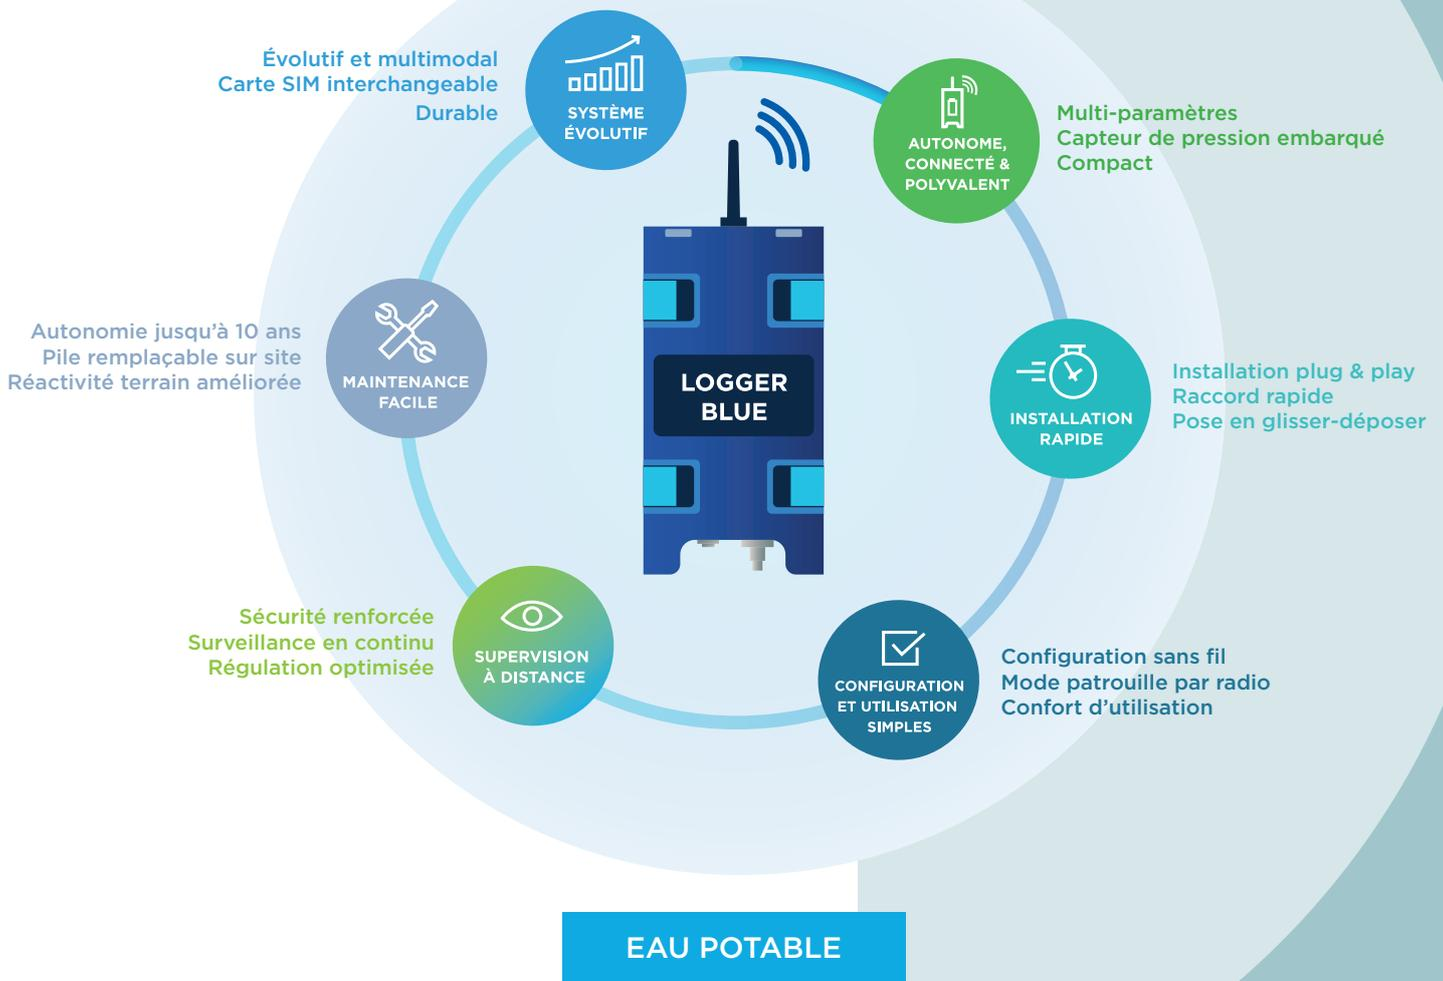 Évolutif et multimodal
Carte SIM interchangeable
Durable
SYSTÈME
ÉVOLUTIF
AUTONOME,
CONNECTÉ &
POLYVALENT
Multi-paramètres
Capteur de pression embarqué
Compact
Autonomie jusqu’à 10 ans
Pile remplaçable sur site
Réactivité terrain améliorée
MAINTENANCE
FACILE
LOGGER
BLUE
INSTALLATION
RAPIDE
Installation plug & play
Raccord rapide
Pose en glisser-déposer
Sécurité renforcée
Surveillance en continu
Régulation optimisée
SUPERVISION
À DISTANCE
CONFIGURATION
ET UTILISATION
SIMPLES
Configuration sans fil
Mode patrouille par radio
Confort d’utilisation
EAU POTABLE